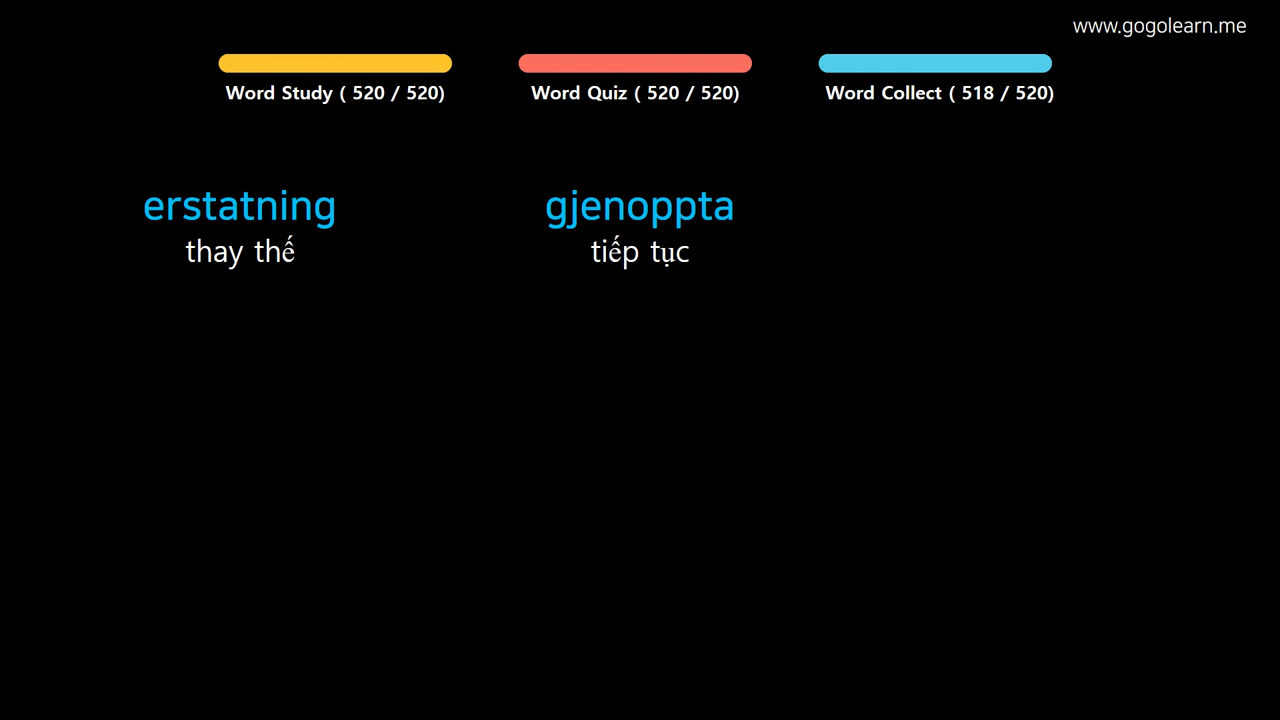 www.gogolearn.me
Word Study ( 520 / 520)
Word Quiz ( 520 / 520)
Word Collect ( 518 / 520)
erstatning
thay thế
gjenoppta
tiếp tục